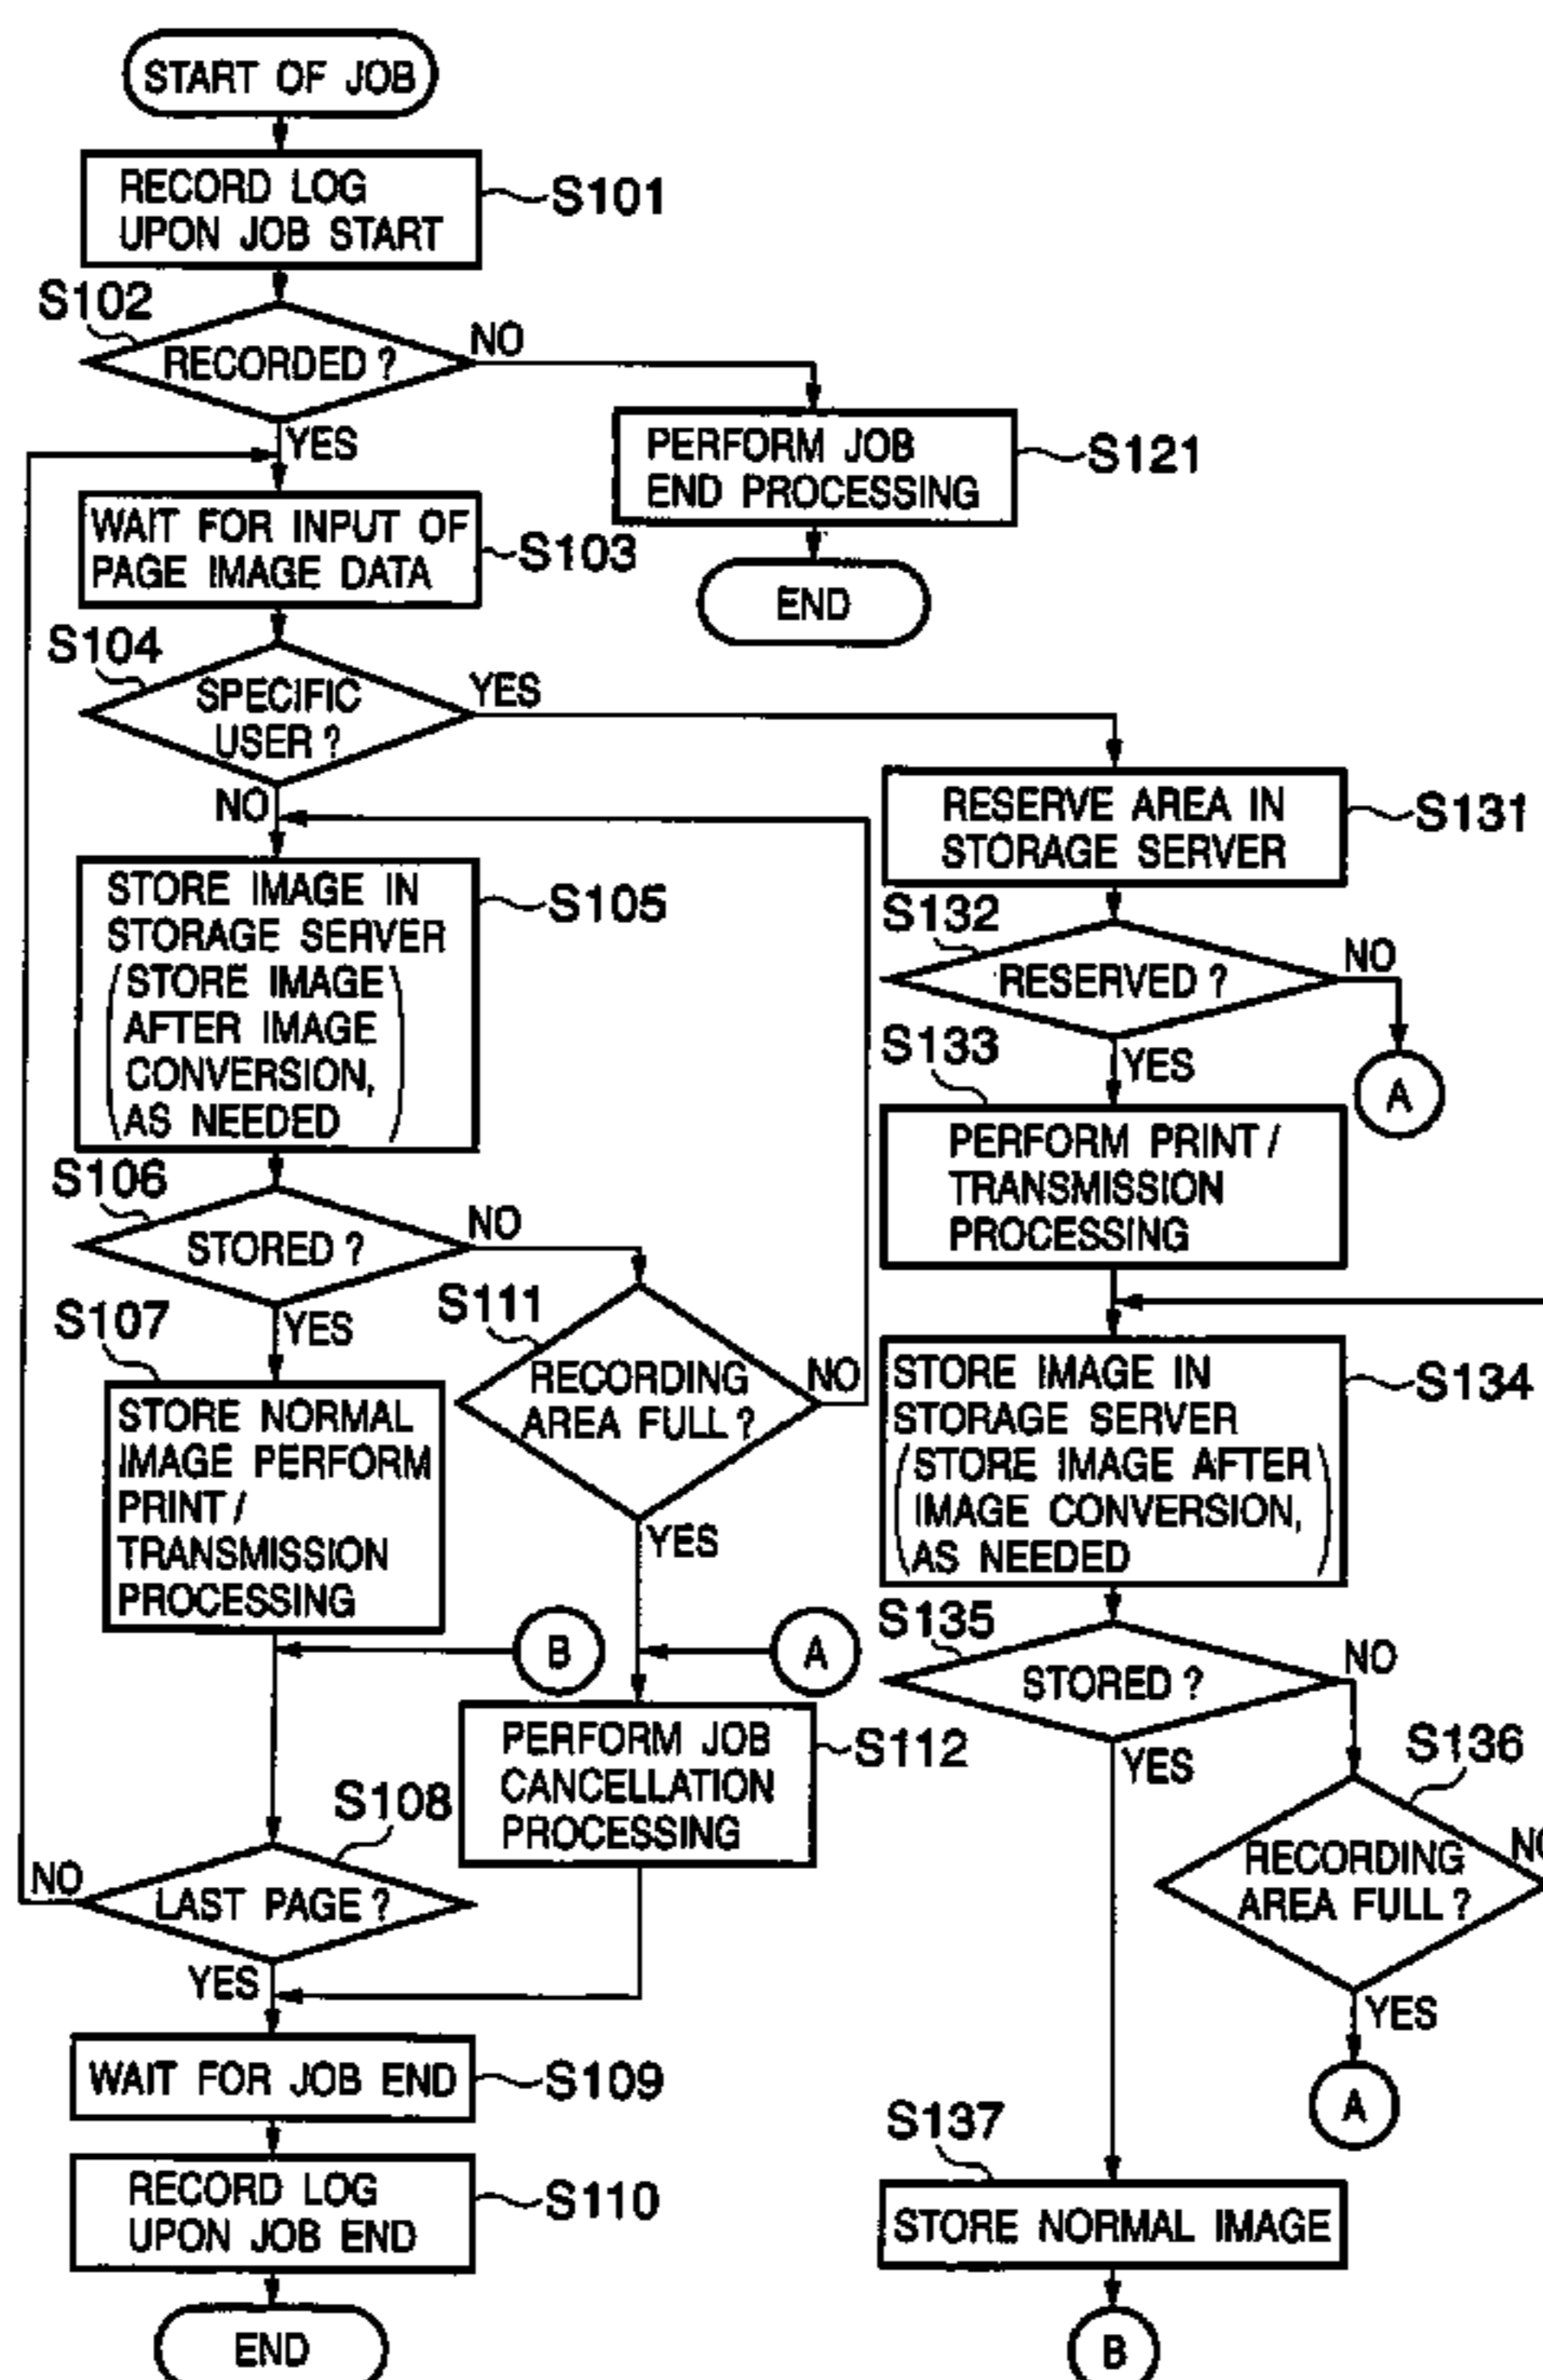 START OF JOB
RECORD LOG
UPON JOB START
S101
S102
RECORDED ?
NO
YES
PERFORM JOB
END PROCESSING
S121
END
WAIT FOR INPUT OF
PAGE IMAGE DATA
S103
S104
SPECIFIC
USER ?
YES
NO
STORE IMAGE IN
STORAGE SERVER
(STORE IMAGE
AFTER IMAGE
CONVERSION,
AS NEEDED)
S105
S106
STORED ?
NO
YES
S107
STORE NORMAL
IMAGE PERFORM
PRINT /
TRANSMISSION
PROCESSING
S111
RECORDING
AREA FULL ?
NO
YES
B
A
PERFORM JOB
CANCELLATION
PROCESSING
S112
S108
LAST PAGE ?
NO
YES
WAIT FOR JOB END
S109
RECORD LOG
UPON JOB END
S110
END
RESERVE AREA IN
STORAGE SERVER
S131
S132
RESERVED ?
NO
A
YES
S133
PERFORM PRINT /
TRANSMISSION
PROCESSING
STORE IMAGE IN
STORAGE SERVER
(STORE IMAGE AFTER
IMAGE CONVERSION,
AS NEEDED)
S134
S135
STORED ?
NO
YES
S136
RECORDING
AREA FULL ?
NO
YES
A
S137
STORE NORMAL IMAGE
B